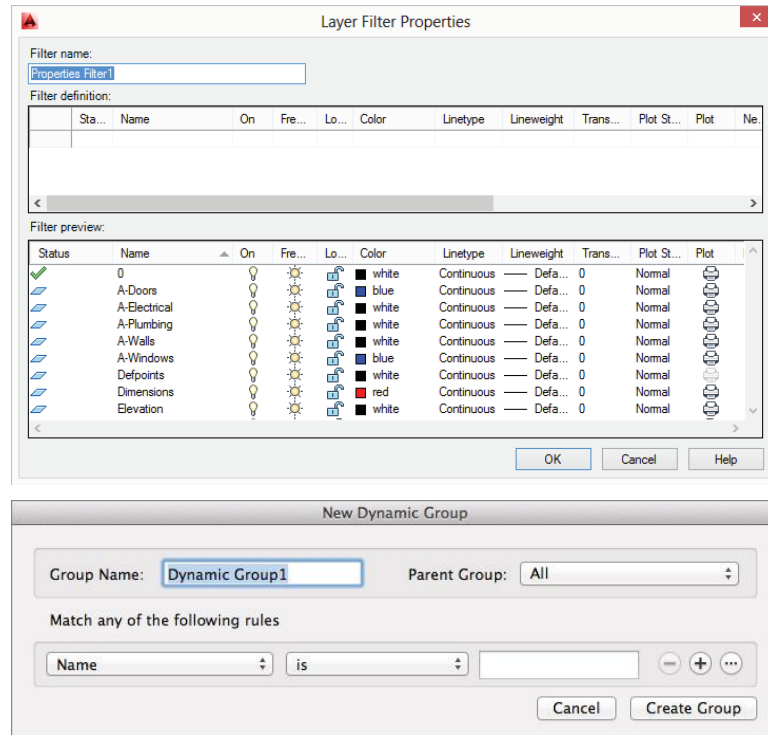 Layer Filter Properties
Filter name:
Properties Filter1
Filter definition:
Sta... Name On Fre... Lo... Color Linetype Lineweight Trans... Plot St... Plot Ne.
Filter preview:
Status Name On Fre... Lo... Color Linetype Lineweight Trans... Plot St... Plot
0 white Continuous Defa... 0 Normal
A-Doors blue Continuous Defa... 0 Normal
A-Electrical white Continuous Defa... 0 Normal
A-Plumbing white Continuous Defa... 0 Normal
A-Walls white Continuous Defa... 0 Normal
A-Windows blue Continuous Defa... 0 Normal
Defpoints white Continuous Defa... 0 Normal
Dimensions red Continuous Defa... 0 Normal
Elevation white Continuous Defa... 0 Normal
OK Cancel Help
New Dynamic Group
Group Name: Dynamic Group1 Parent Group: All
Match any of the following rules
Name is
Cancel Create Group